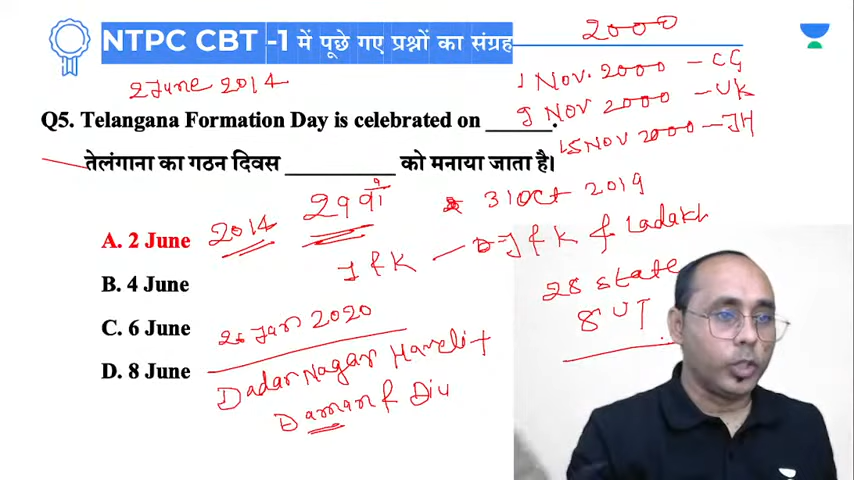 NTPC CBT -1 में पूछे गए प्रश्नों का संग्रह
2000
2 June 2014
1 Nov. 2000 - CG
9 Nov 2000 - UK
15 Nov 2000 - JH
Q5. Telangana Formation Day is celebrated on ______.
तेलंगाना का गठन दिवस __________ को मनाया जाता है।
31 Oct 2019
A. 2 June
2014
29 वां
J & K - J & K & Ladakh
B. 4 June
28 state
8 UT
C. 6 June
26 Jan 2020
D. 8 June
Dadar Nagar Haveli +
Daman & Diu